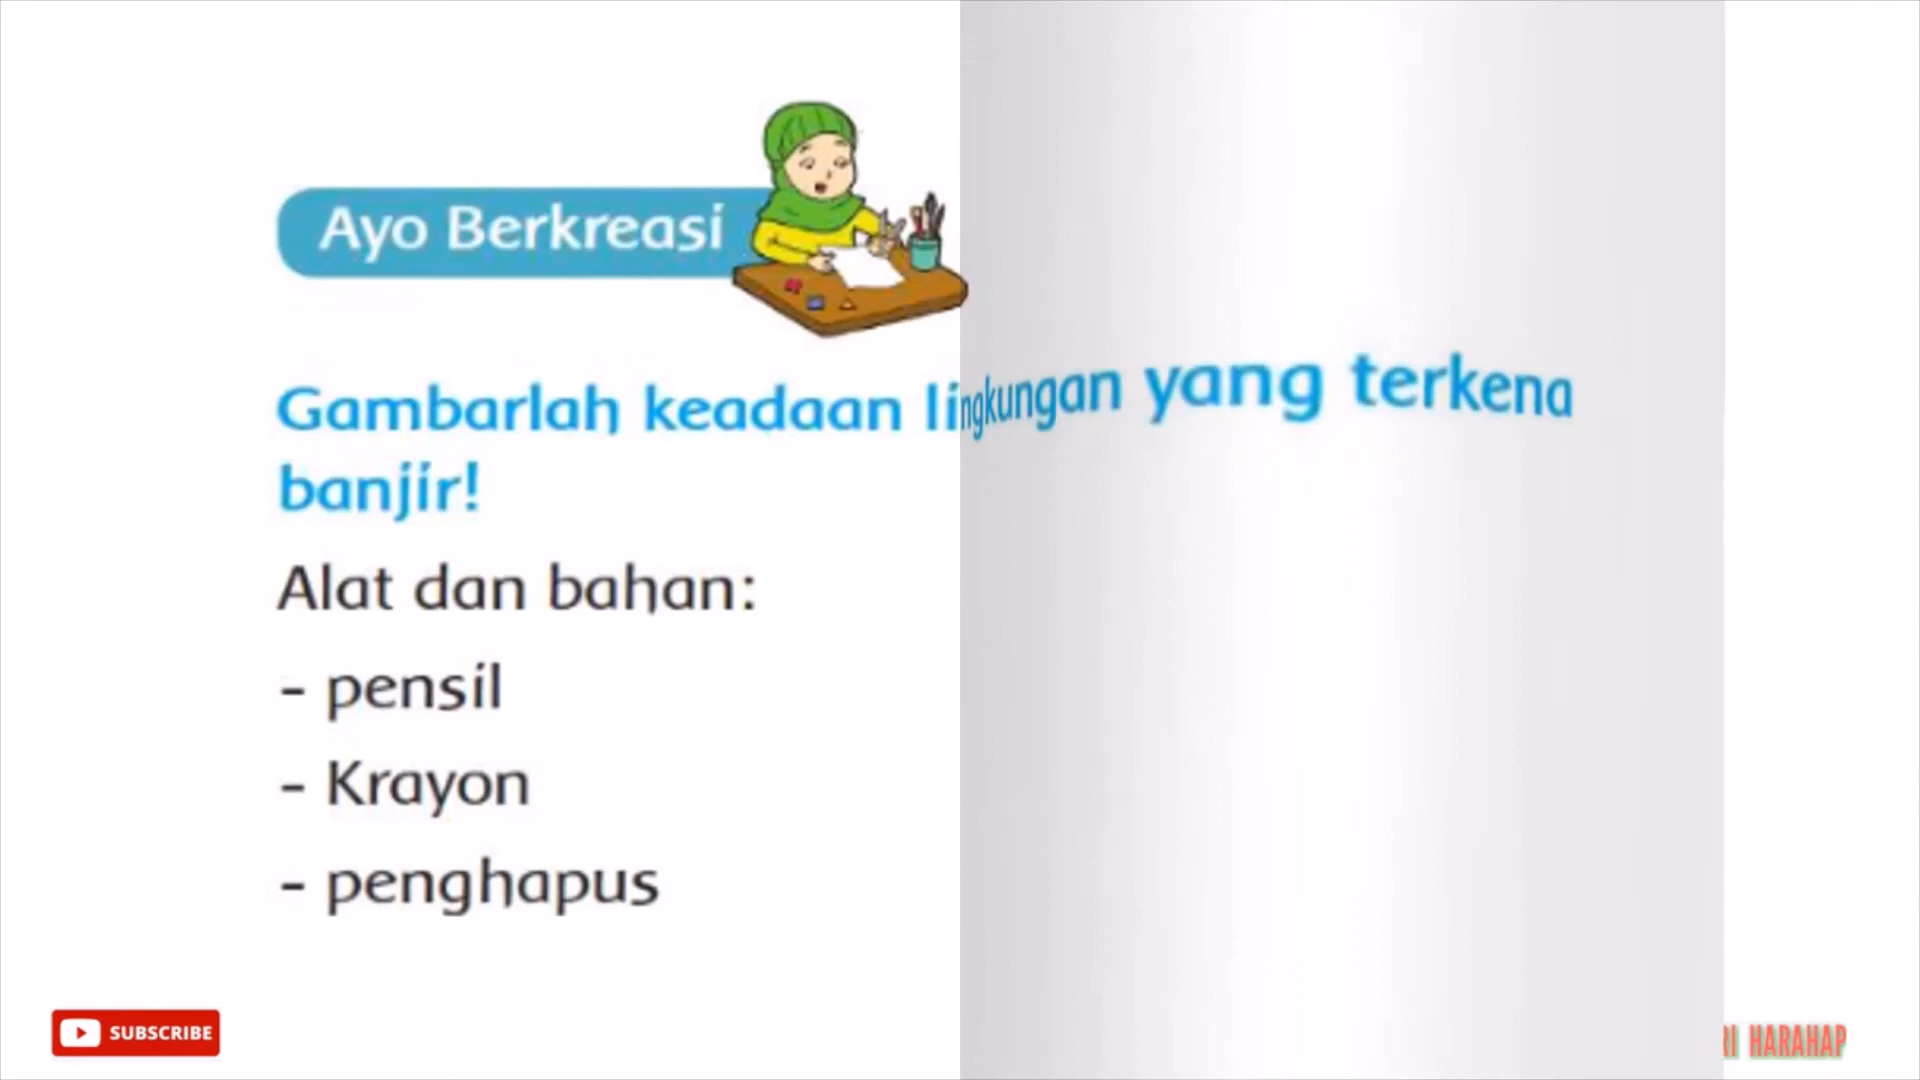 Ayo Berkreasi
Gambarlah keadaan lingkungan yang terkena
banjir!
Alat dan bahan:
- pensil
- Krayon
- penghapus
SUBSCRIBE
HARAHAP